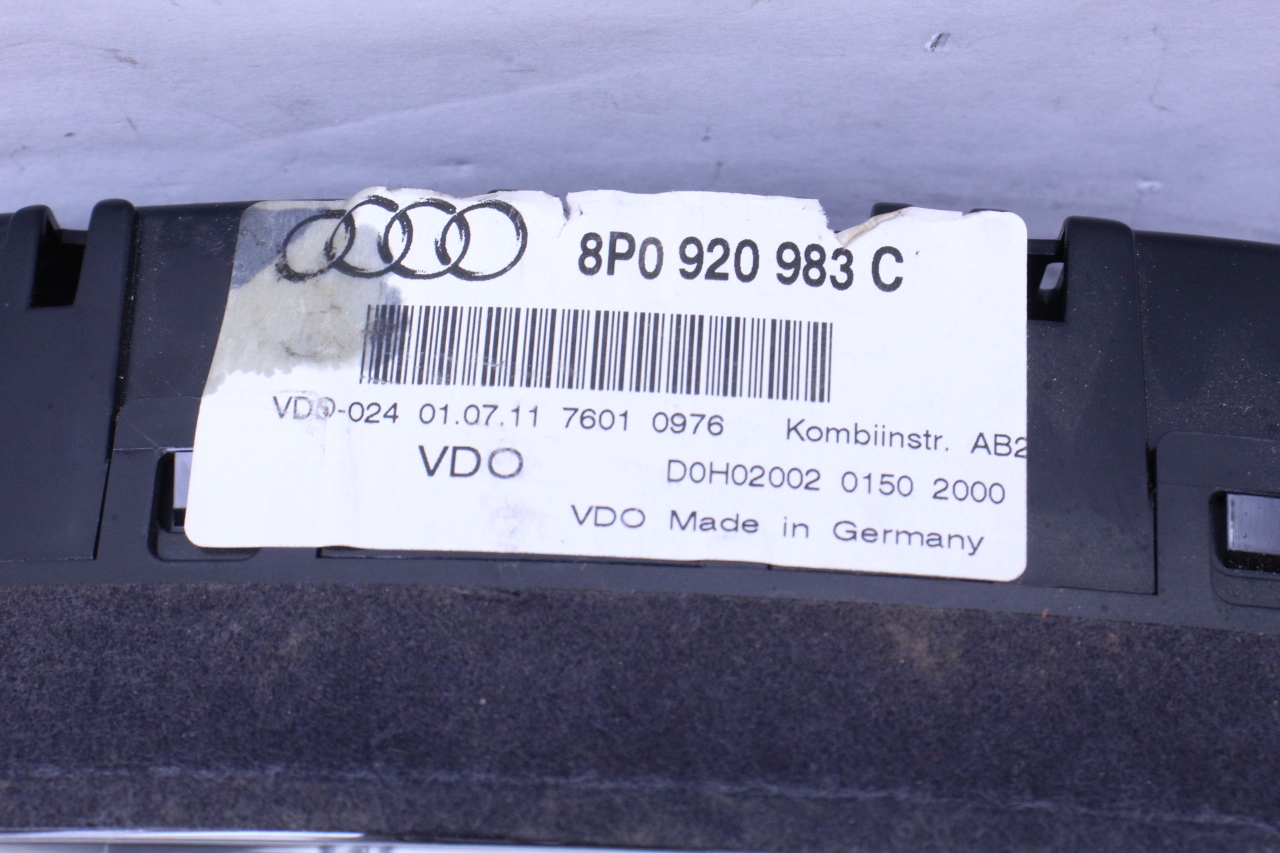 8P0 920 983 C
VDO-024 01.07.11 7601 0976 Kombiinstr. AB2
VDO D0H02002 0150 2000
VDO Made in Germany